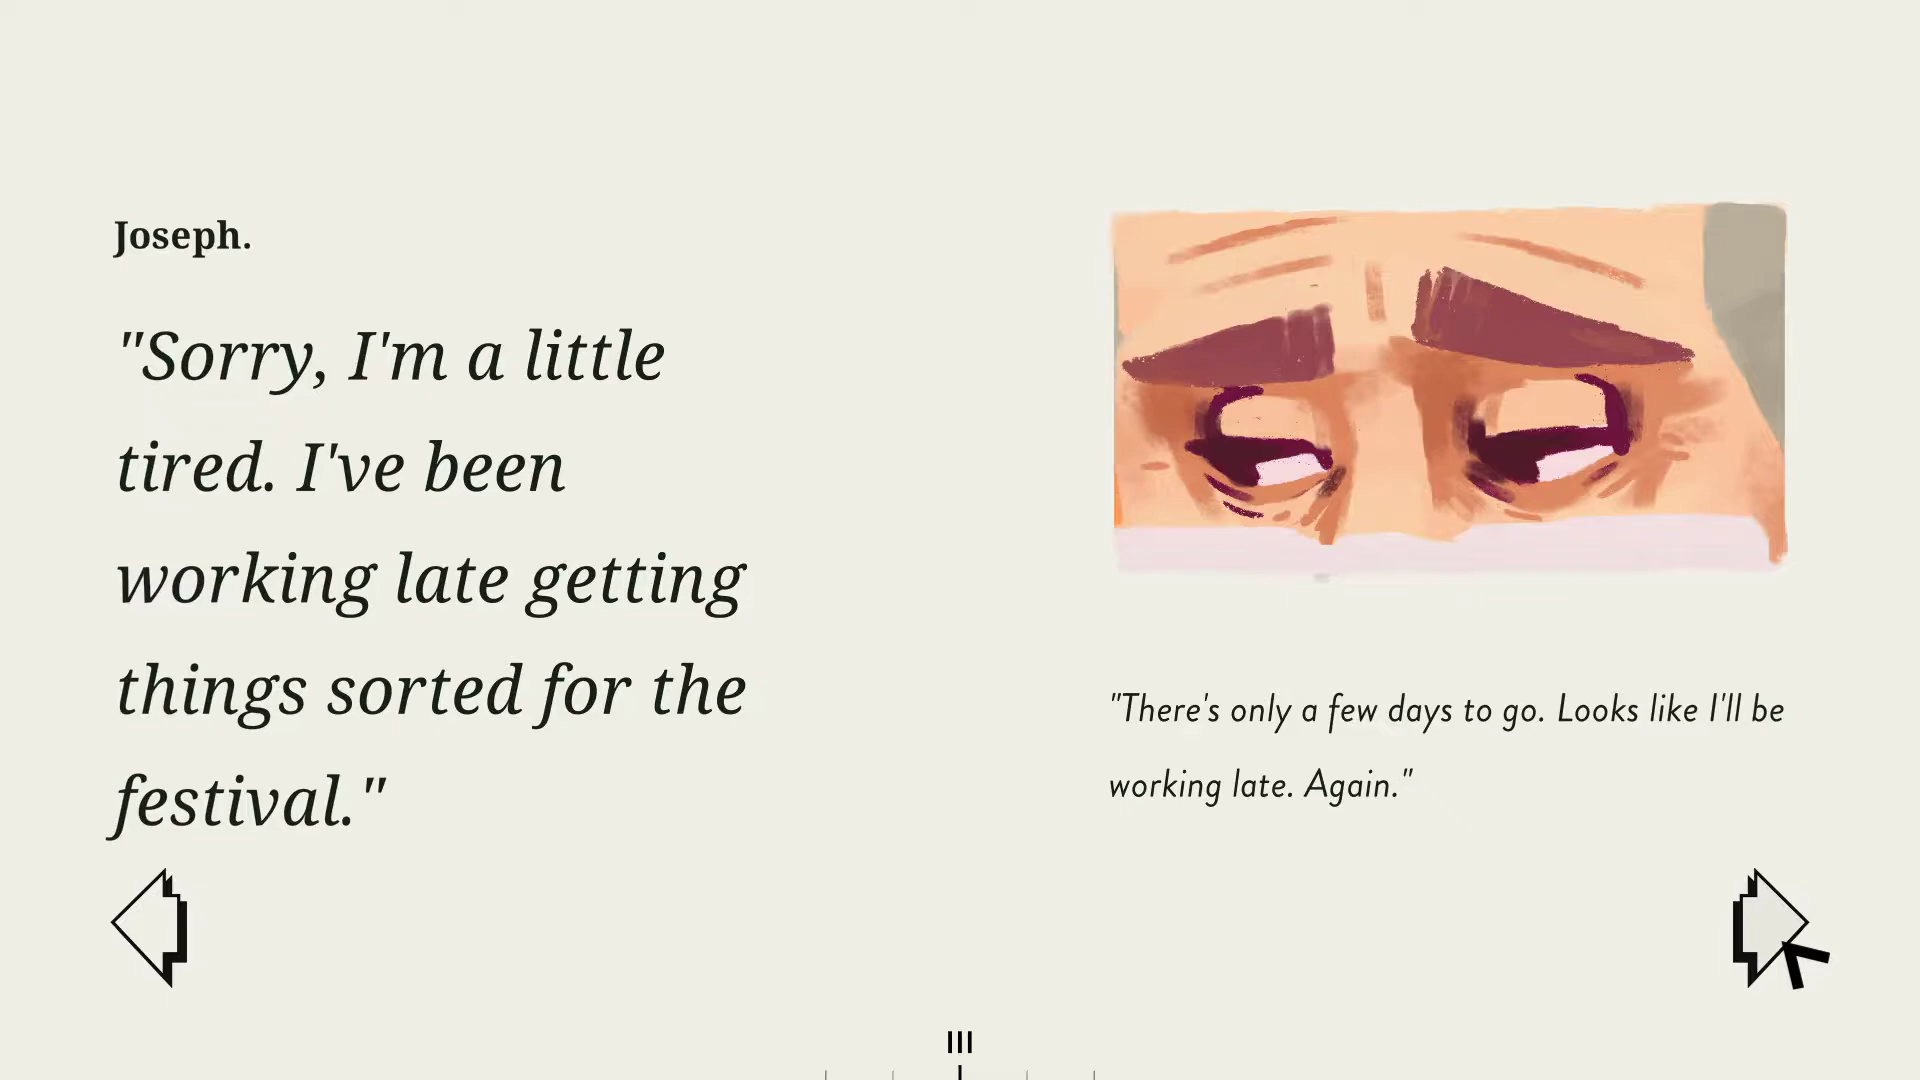 Joseph.
"Sorry, I'm a little
tired. I've been
working late getting
things sorted for the
festival."
"There's only a few days to go. Looks like I'll be
working late. Again."
III